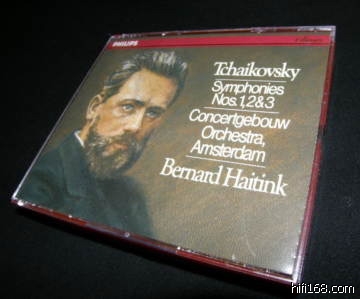 PHILIPS
Tchaikovsky
Symphonies
Nos. 1, 2 & 3
Concertgebouw
Orchestra,
Amsterdam
Bernard Haitink
hifi168.com